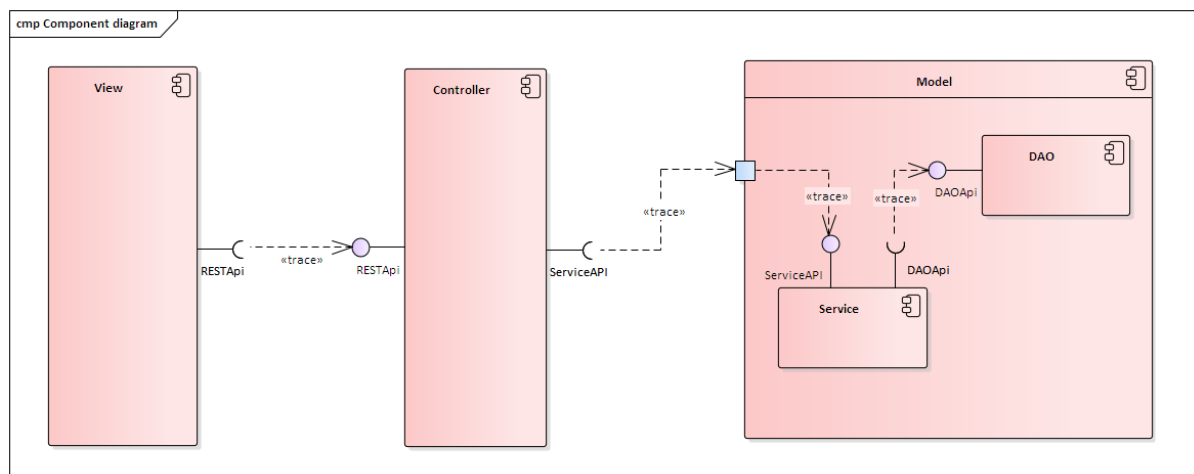 cmp Component diagram
View
Controller
Model
DAO
DAOApi
«trace»
«trace»
«trace»
«trace»
RESTApi
RESTApi
ServiceAPI
ServiceAPI
DAOApi
Service